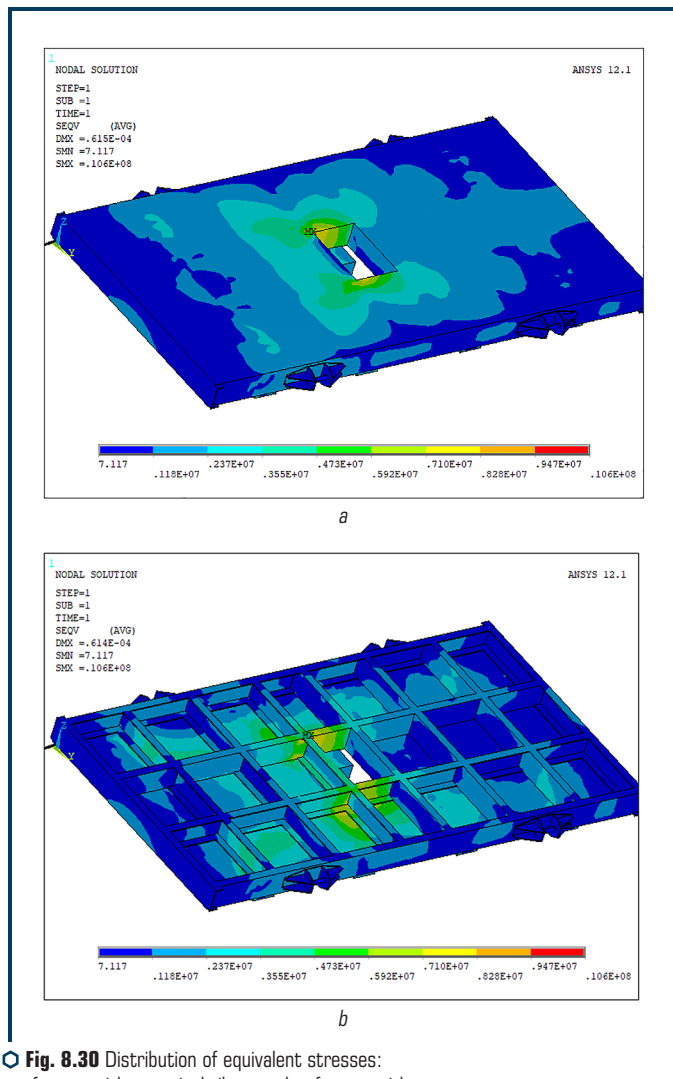 1
NODAL SOLUTION
ANSYS 12.1
STEP=1
SUB =1
TIME=1
SEQV (AVG)
DMX =.615E-04
SMN =7.117
SMX =.106E+08
Z
MX
Y
7.117 .237E+07 .473E+07 .710E+07 .947E+07
.118E+07 .355E+07 .592E+07 .828E+07 .106E+08
a
1
NODAL SOLUTION
ANSYS 12.1
STEP=1
SUB =1
TIME=1
SEQV (AVG)
DMX =.614E-04
SMN =7.117
SMX =.106E+08
Z
MX
Y
7.117 .237E+07 .473E+07 .710E+07 .947E+07
.118E+07 .355E+07 .592E+07 .828E+07 .106E+08
b
Fig. 8.30 Distribution of equivalent stresses: